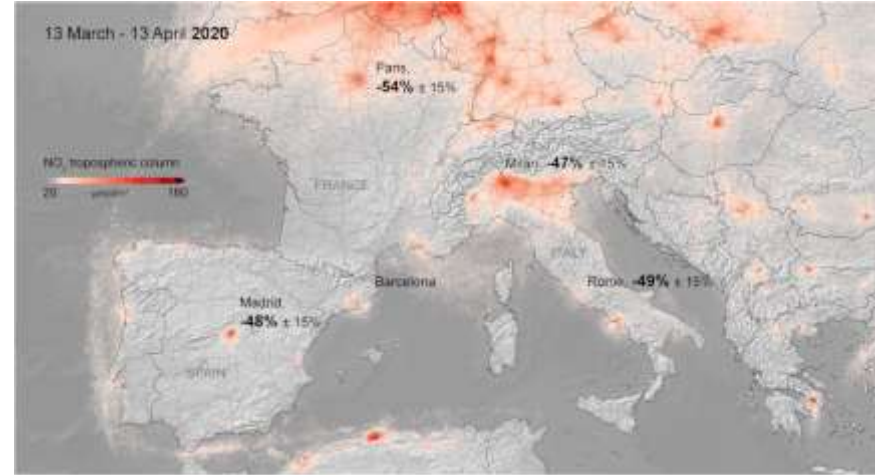 13 March - 13 April 2020
Paris,
-54% ± 15%
NO₂ tropospheric column
20
180
Milan, -47% ± 15%
FRANCE
ITALY
Barcelona
Rome, -49% ± 15%
Madrid
-48% ± 15%
SPAIN